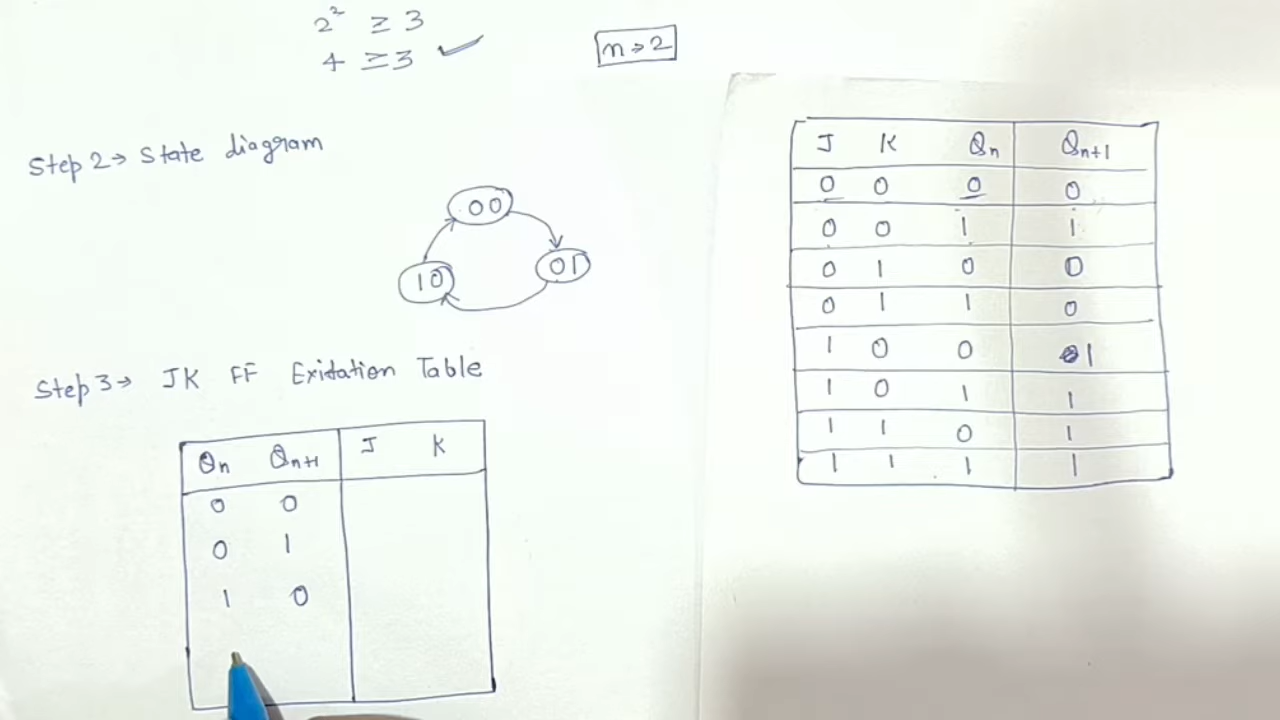 2² ≥ 3
4 ≥ 3 ✓
n → 2
Step 2 → State diagram
00
10
01
Step 3 → JK FF Exitation Table
Qn Qn+1 J K
0 0
0 1
1 0
J K Qn Qn+1
0 0 0 0
0 0 1 1
0 1 0 0
0 1 1 0
1 0 0 1
1 0 1 1
1 1 0 1
1 1 1 1